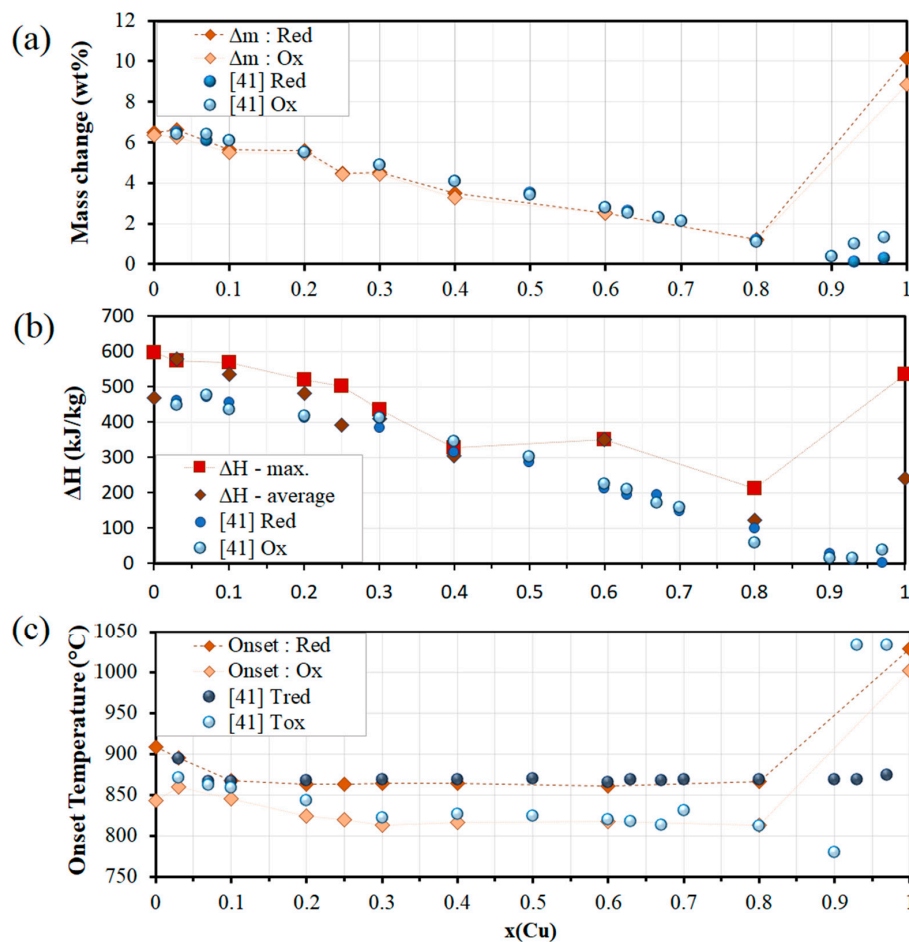 (a)
Mass change (wt%)
12
10
8
6
4
2
0
Δm : Red
Δm : Ox
[41] Red
[41] Ox
0 0.1 0.2 0.3 0.4 0.5 0.6 0.7 0.8 0.9 1
(b)
ΔH (kJ/kg)
700
600
500
400
300
200
100
0
ΔH - max.
ΔH - average
[41] Red
[41] Ox
0 0.1 0.2 0.3 0.4 0.5 0.6 0.7 0.8 0.9 1
(c)
Onset Temperature (°C)
1050
1000
950
900
850
800
750
Onset : Red
Onset : Ox
[41] Tred
[41] Tox
0 0.1 0.2 0.3 0.4 0.5 0.6 0.7 0.8 0.9 1
x(Cu)